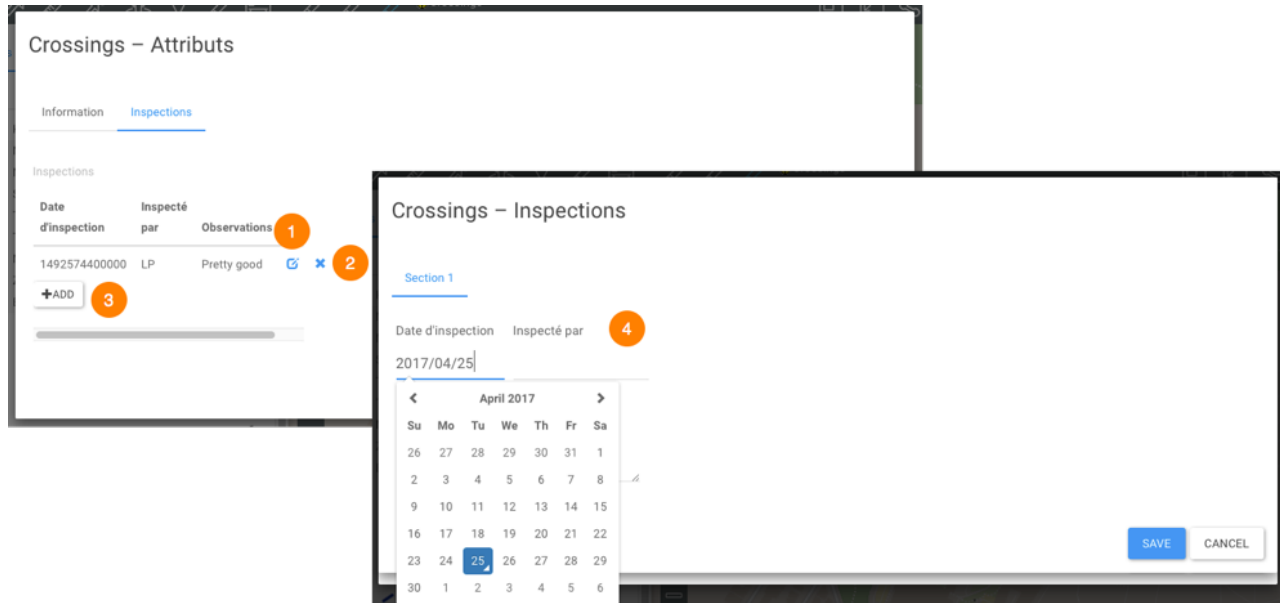 Crossings – Attributs
Information Inspections
Inspections
Date d'inspection Inspecté par Observations 1
1492574400000 LP Pretty good 2
+ADD 3
Crossings – Inspections
Section 1
Date d'inspection Inspecté par 4
2017/04/25
April 2017
Su Mo Tu We Th Fr Sa
26 27 28 29 30 31 1
2 3 4 5 6 7 8
9 10 11 12 13 14 15
16 17 18 19 20 21 22
23 24 25 26 27 28 29
30 1 2 3 4 5 6
SAVE CANCEL